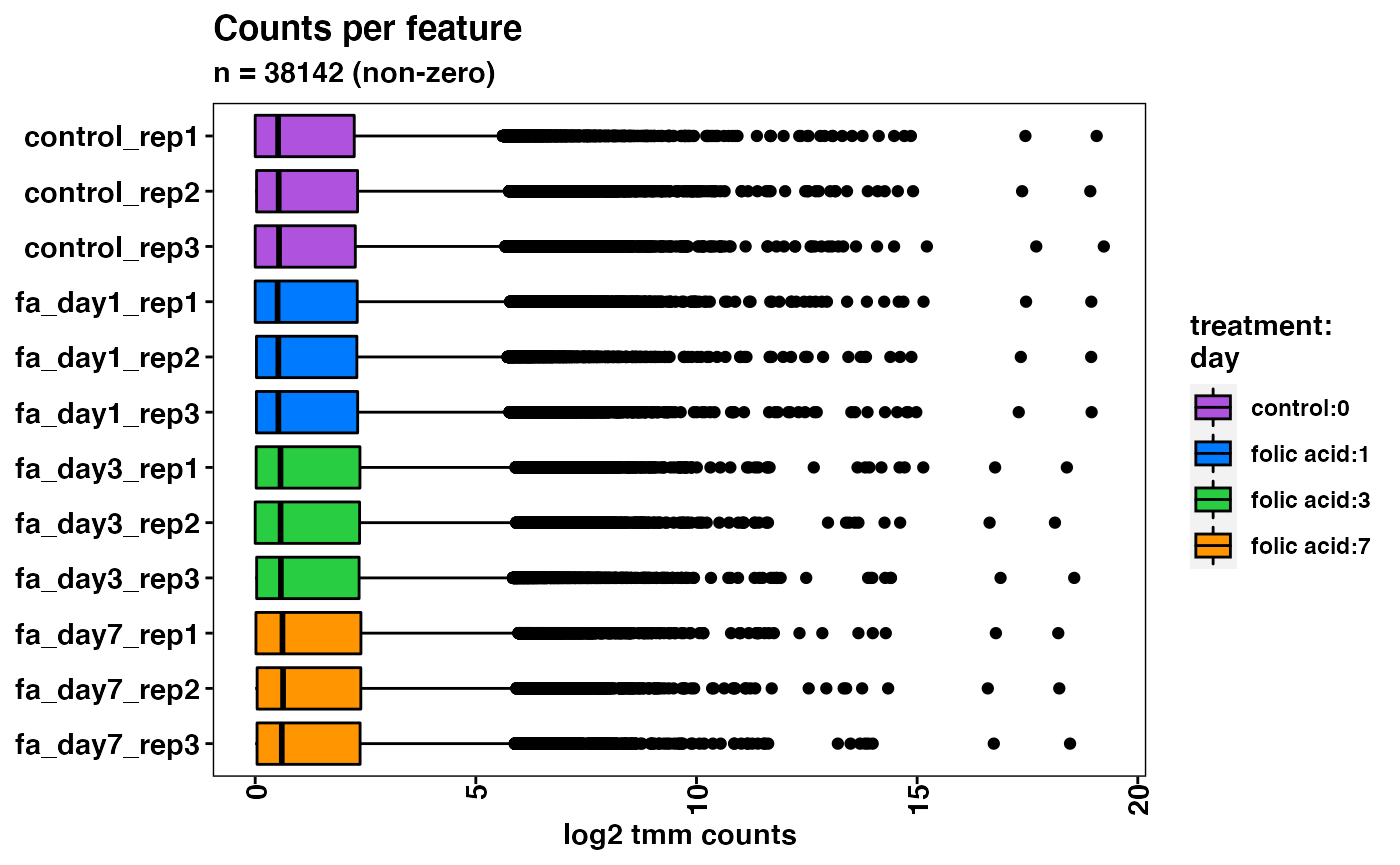 Counts per feature
n = 38142 (non-zero)
control_rep1
control_rep2
control_rep3
fa_day1_rep1
fa_day1_rep2
fa_day1_rep3
fa_day3_rep1
fa_day3_rep2
fa_day3_rep3
fa_day7_rep1
fa_day7_rep2
fa_day7_rep3
0
5
10
15
20
log2 tmm counts
treatment:
day
control:0
folic acid:1
folic acid:3
folic acid:7